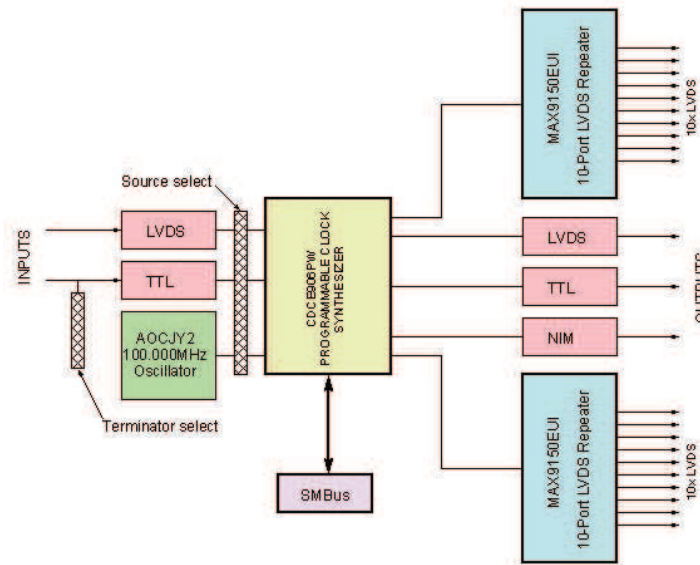 MAX9150EUI
10-Port LVDS Repeater
10x LVDS
Source select
INPUTS
LVDS
TTL
AOCJY2
100.000MHz
Oscillator
Terminator select
CDCE906PW
PROGRAMMABLE CLOCK
SYNTHESIZER
SMBus
LVDS
TTL
NIM
OUTPUTS
MAX9150EUI
10-Port LVDS Repeater
10x LVDS